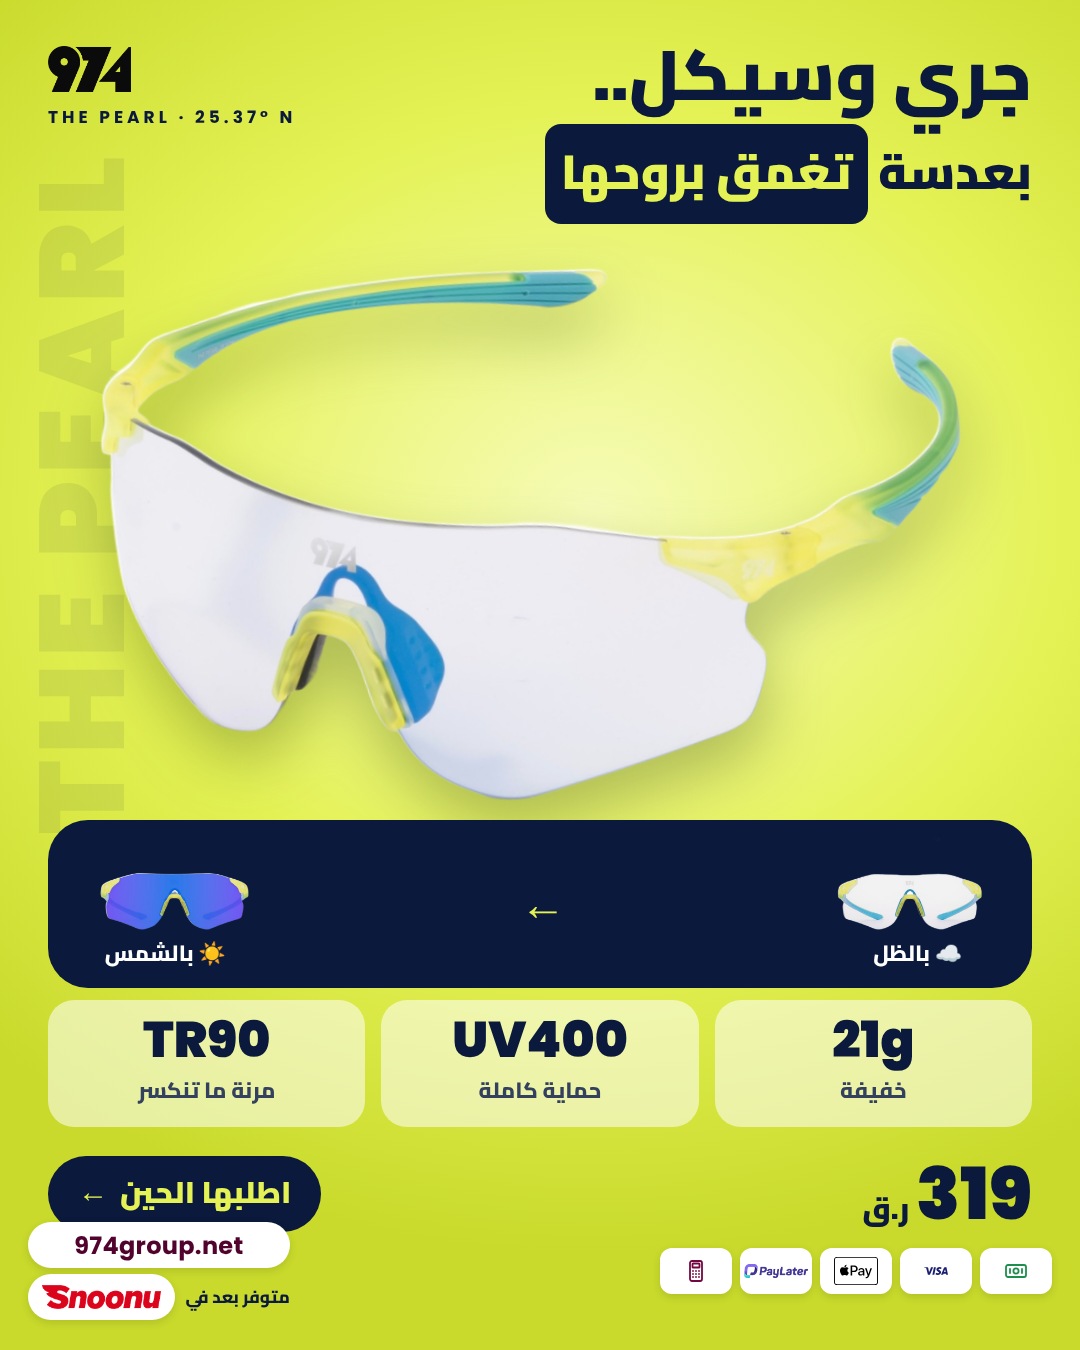 974
THE PEARL · 25.37° N
جري وسيكل..
بعدسة تغمق بروحها
THE PEARL
974
☁️ بالظل
←
☀️ بالشمس
21g
خفيفة
UV400
حماية كاملة
TR90
مرنة ما تنكسر
319 ر.ق
اطلبها الحين ←
974group.net
متوفر بعد في Snoonu
PayLater
Pay
VISA